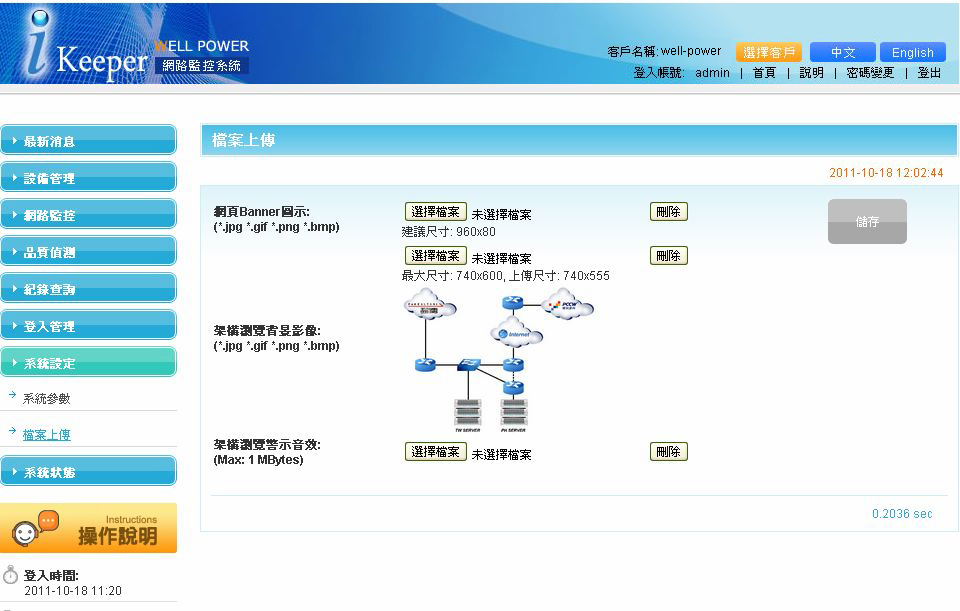 iKeeper
WELL POWER
網路監控系統
客戶名稱: well-power 選擇客戶 中文 English
登入帳號: admin | 首頁 | 說明 | 密碼變更 | 登出
最新消息
設備管理
網路監控
品質偵測
紀錄查詢
登入管理
系統設定
系統參數
檔案上傳
系統狀態
Instructions
操作說明
登入時間:
2011-10-18 11:20
檔案上傳
2011-10-18 12:02:44
網頁Banner圖示:
(*.jpg *.gif *.png *.bmp)
選擇檔案 未選擇檔案 刪除
建議尺寸: 960x80
儲存
選擇檔案 未選擇檔案 刪除
最大尺寸: 740x600, 上傳尺寸: 740x555
架構瀏覽背景影像:
(*.jpg *.gif *.png *.bmp)
PCCW
Internet
TW SERVER
PH SERVER
架構瀏覽警示音效:
(Max: 1 MBytes)
選擇檔案 未選擇檔案 刪除
0.2036 sec